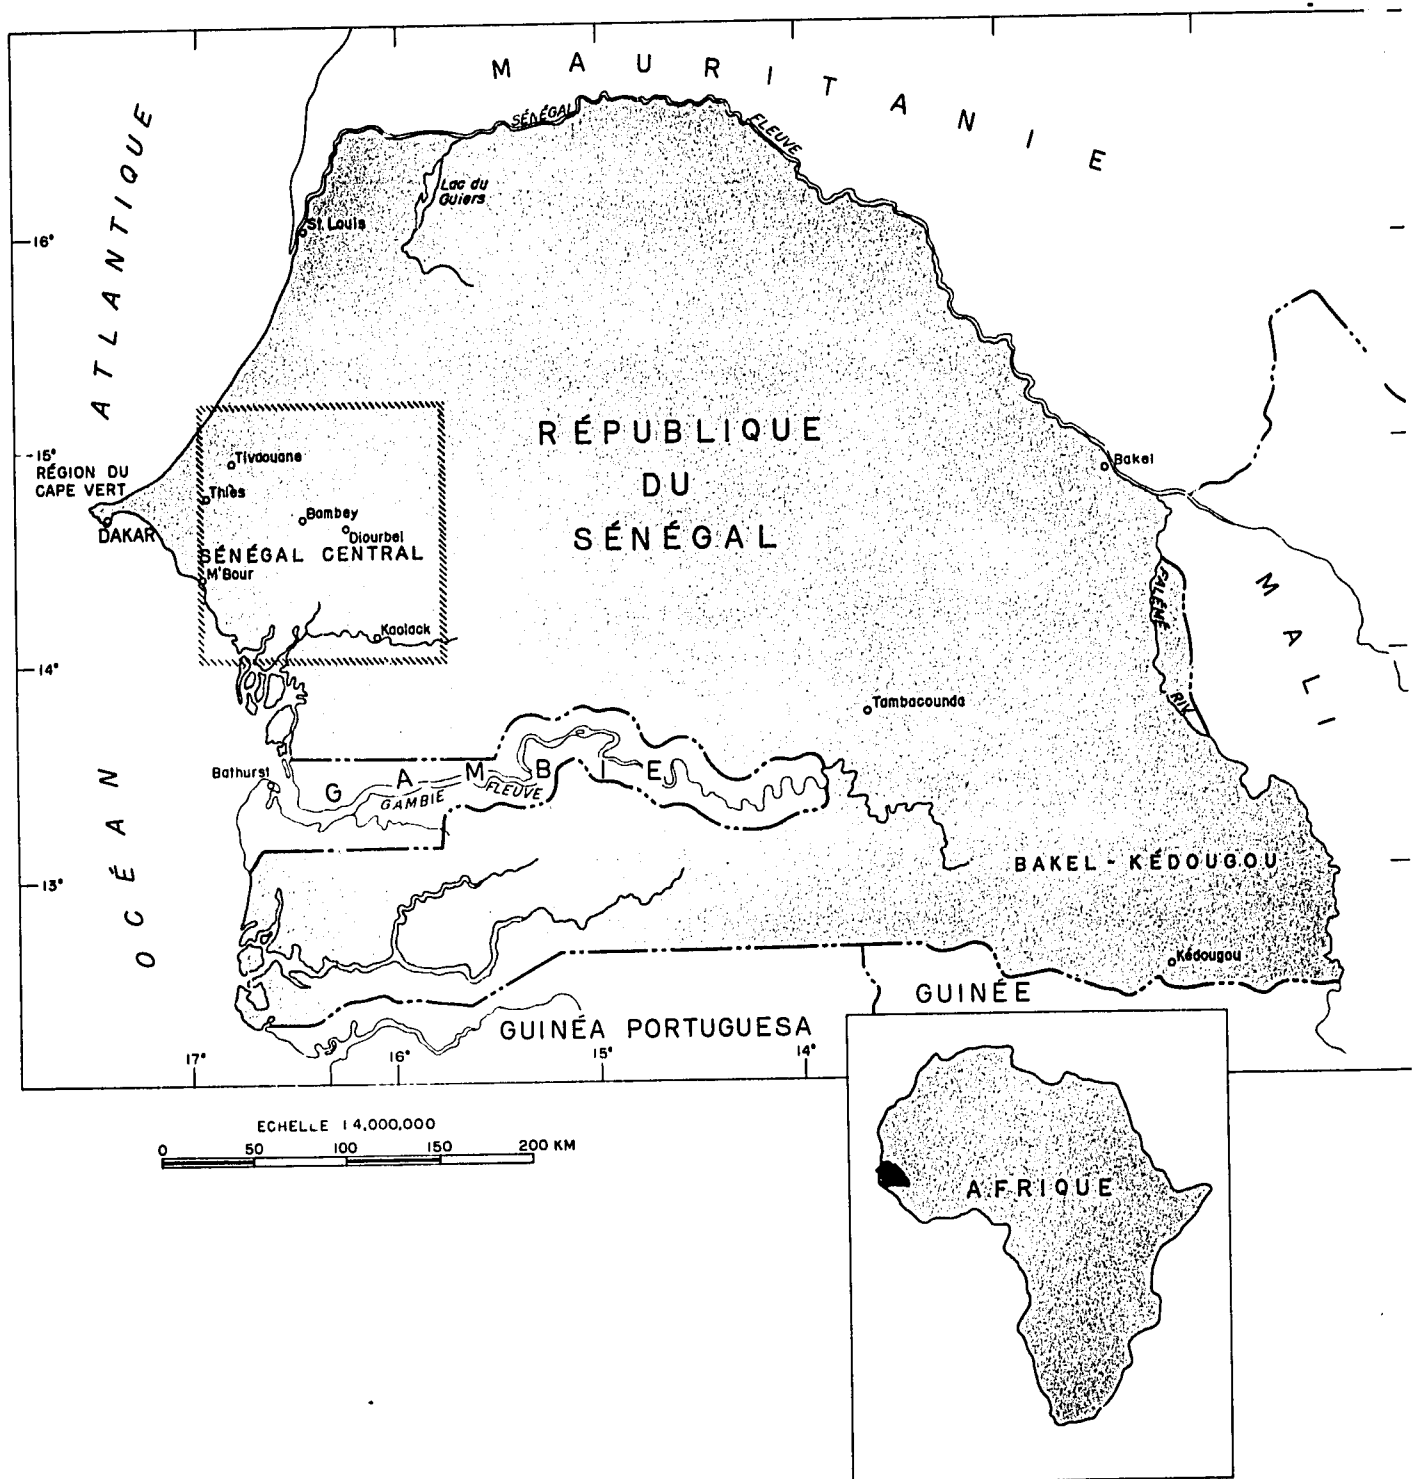 MAURITANIE
SÉNÉGAL
FLEUVE
Lac du
Guiers
ATLANTIQUE
St. Louis
16°
RÉPUBLIQUE
DU
SÉNÉGAL
15°
Tivaouane
Bakel
RÉGION DU
CAPE VERT
Thiès
Bambey
Diourbel
DAKAR
SÉNÉGAL CENTRAL
M'Bour
FALÉMÉ
RIV.
MALI
Kaolack
14°
Tambacounda
OCÉAN
Bathurst
GAMBIE
GAMBIE
FLEUVE
BAKEL - KÉDOUGOU
13°
Kédougou
GUINÉE
GUINÉA PORTUGUESA
17°
16°
15°
14°
ECHELLE 1 4,000,000
0 50 100 150 200 KM
AFRIQUE